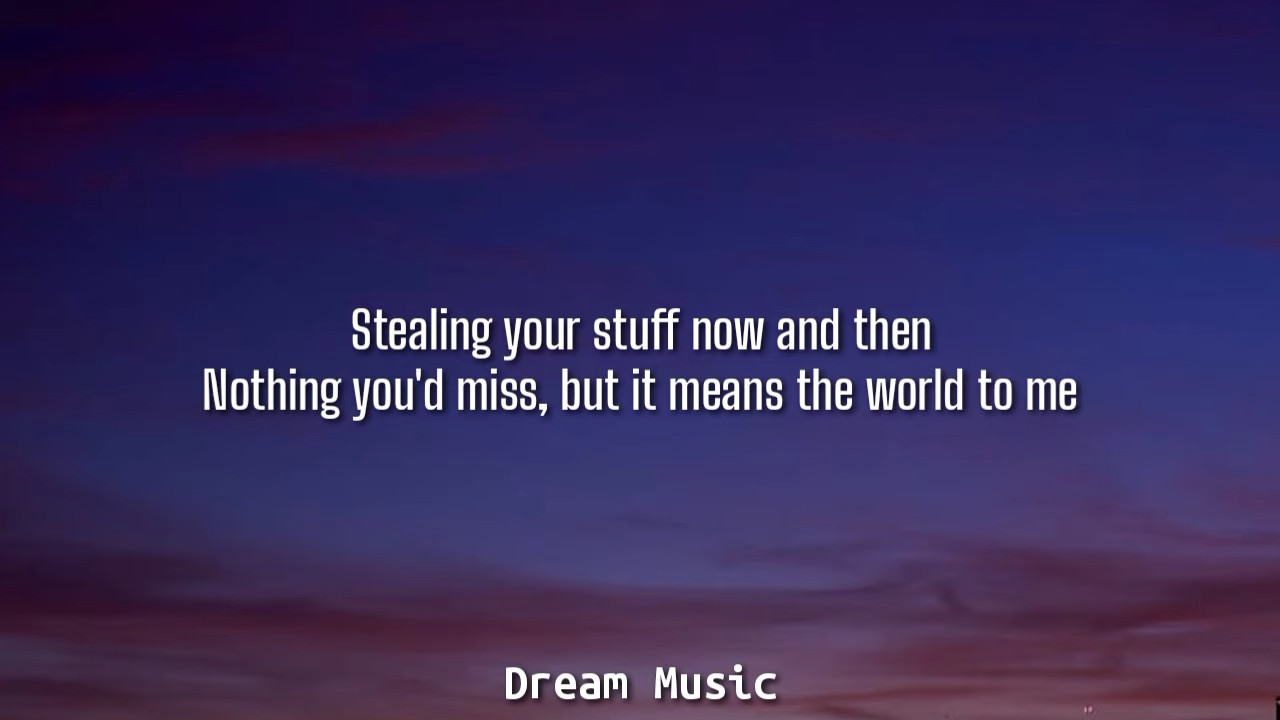 Stealing your stuff now and then
Nothing you'd miss, but it means the world to me
Dream Music